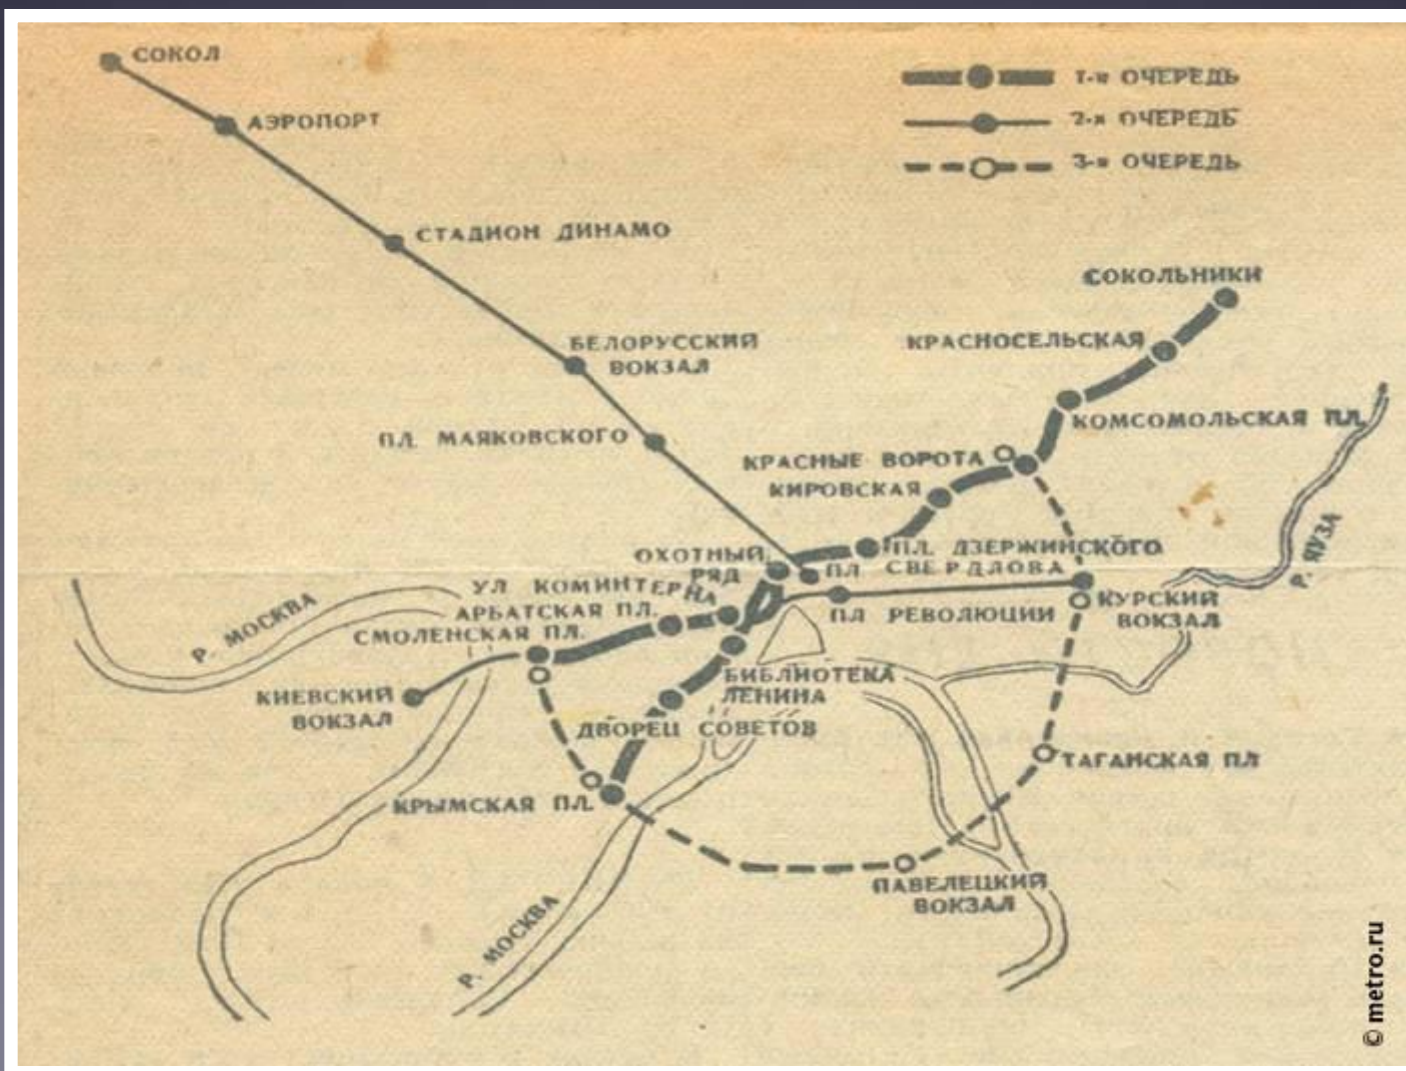 СОКОЛ
АЭРОПОРТ
СТАДИОН ДИНАМО
БЕЛОРУССКИЙ
ВОКЗАЛ
ПЛ. МАЯКОВСКОГО
1-я ОЧЕРЕДЬ
2-я ОЧЕРЕДЬ
3-я ОЧЕРЕДЬ
СОКОЛЬНИКИ
КРАСНОСЕЛЬСКАЯ
КОМСОМОЛЬСКАЯ ПЛ.
КРАСНЫЕ ВОРОТА
КИРОВСКАЯ
ПЛ. ДЗЕРЖИНСКОГО
ОХОТНЫЙ
РЯД
ПЛ СВЕРДЛОВА
УЛ КОМИНТЕРНА
АРБАТСКАЯ ПЛ.
СМОЛЕНСКАЯ ПЛ.
ПЛ РЕВОЛЮЦИИ
КУРСКИЙ
ВОКЗАЛ
Р. ЯУЗА
Р. МОСКВА
КИЕВСКИЙ
ВОКЗАЛ
БИБЛИОТЕКА
ЛЕНИНА
ДВОРЕЦ СОВЕТОВ
КРЫМСКАЯ ПЛ.
ТАГАНСКАЯ ПЛ
ПАВЕЛЕЦКИЙ
ВОКЗАЛ
Р. МОСКВА
© metro.ru